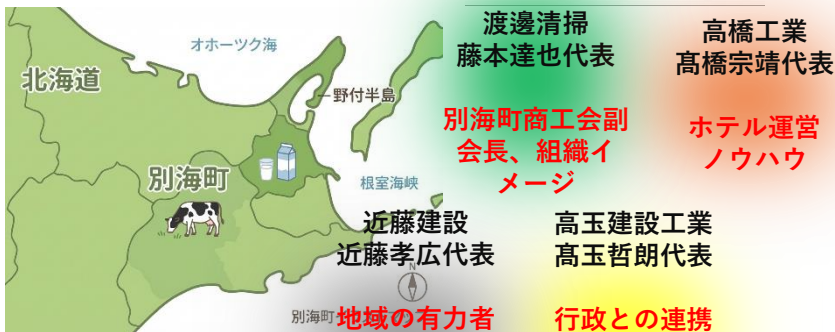 オホーツク海
北海道
野付半島
別海町
根室海峡
N
別海町
渡邊清掃
藤本達也代表
別海町商工会副
会長、組織イ
メージ
高橋工業
髙橋宗靖代表
ホテル運営
ノウハウ
近藤建設
近藤孝広代表
地域の有力者
高玉建設工業
髙玉哲朗代表
行政との連携